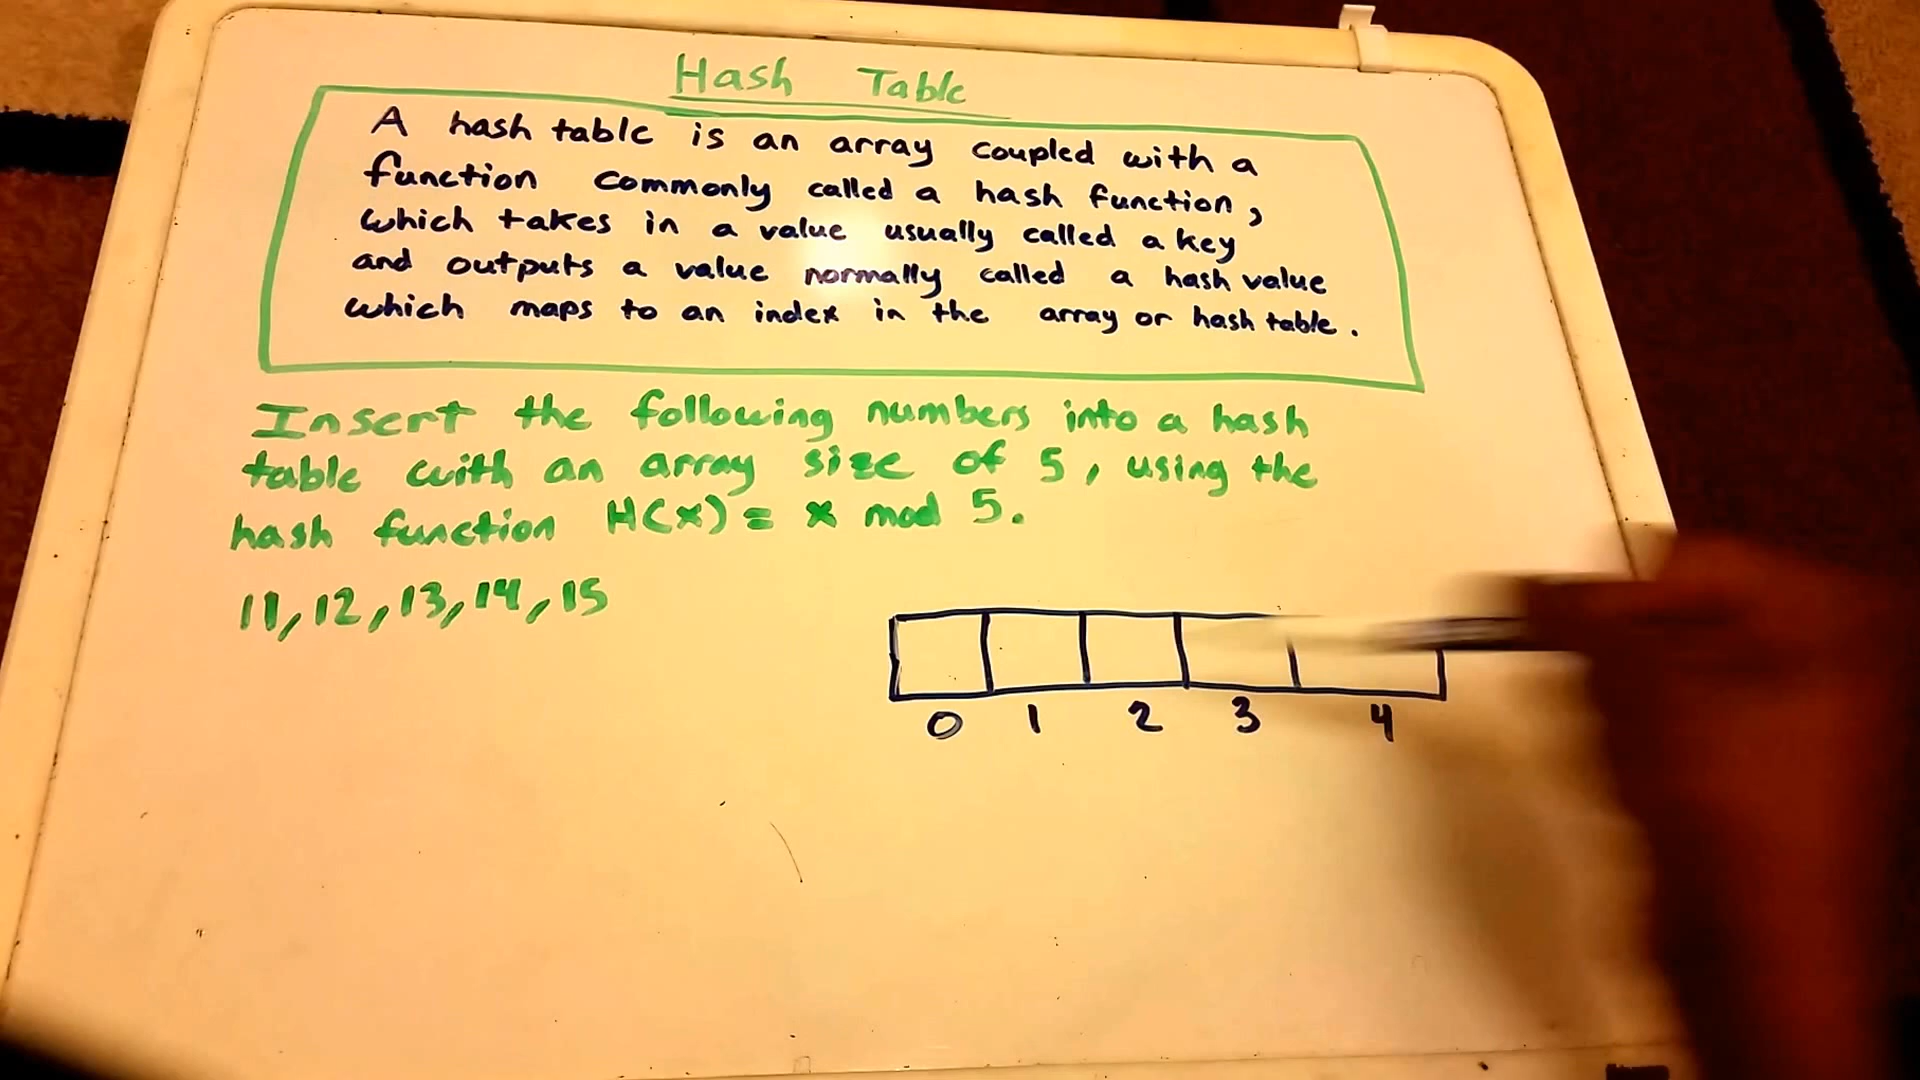 Hash Table
A hash table is an array coupled with a
function commonly called a hash function,
which takes in a value usually called a key
and outputs a value normally called a hash value
which maps to an index in the array or hash table.
Insert the following numbers into a hash
table with an array size of 5, using the
hash function H(x) = x mod 5.
11, 12, 13, 14, 15
0 1 2 3 4